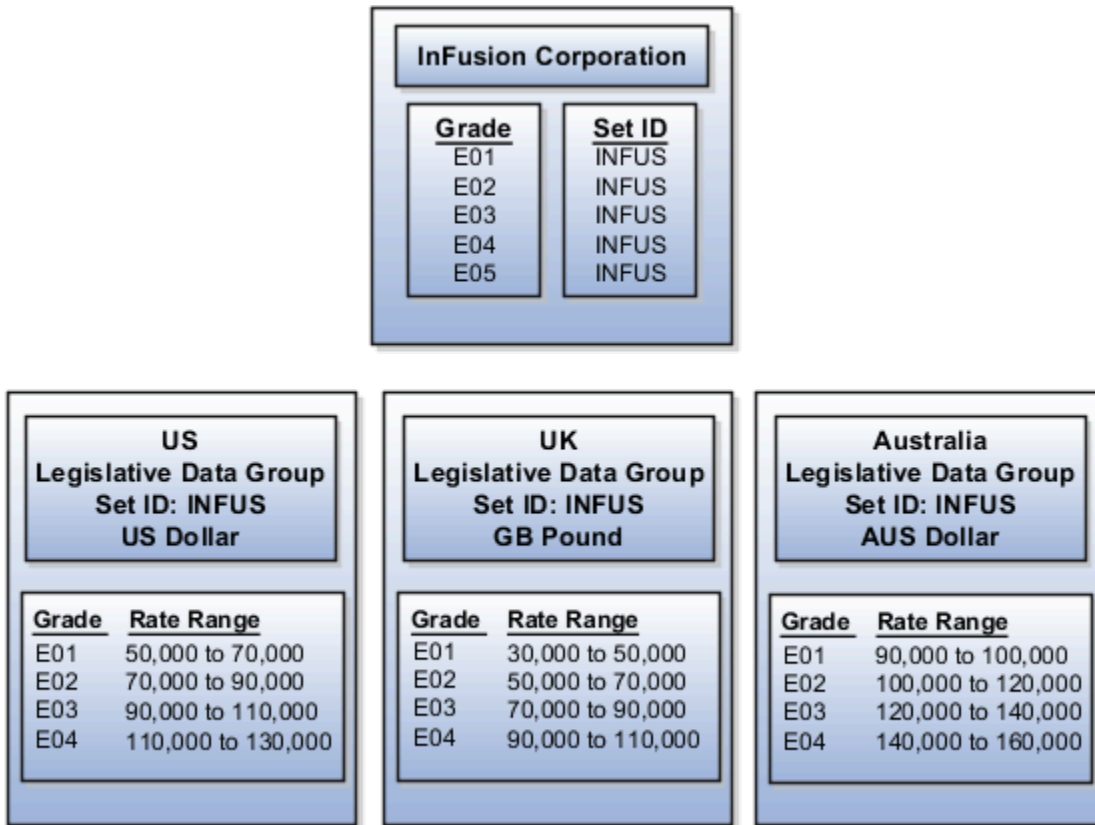 InFusion Corporation
Grade Set ID
E01 INFUS
E02 INFUS
E03 INFUS
E04 INFUS
E05 INFUS
US
Legislative Data Group
Set ID: INFUS
US Dollar
Grade Rate Range
E01 50,000 to 70,000
E02 70,000 to 90,000
E03 90,000 to 110,000
E04 110,000 to 130,000
UK
Legislative Data Group
Set ID: INFUS
GB Pound
Grade Rate Range
E01 30,000 to 50,000
E02 50,000 to 70,000
E03 70,000 to 90,000
E04 90,000 to 110,000
Australia
Legislative Data Group
Set ID: INFUS
AUS Dollar
Grade Rate Range
E01 90,000 to 100,000
E02 100,000 to 120,000
E03 120,000 to 140,000
E04 140,000 to 160,000